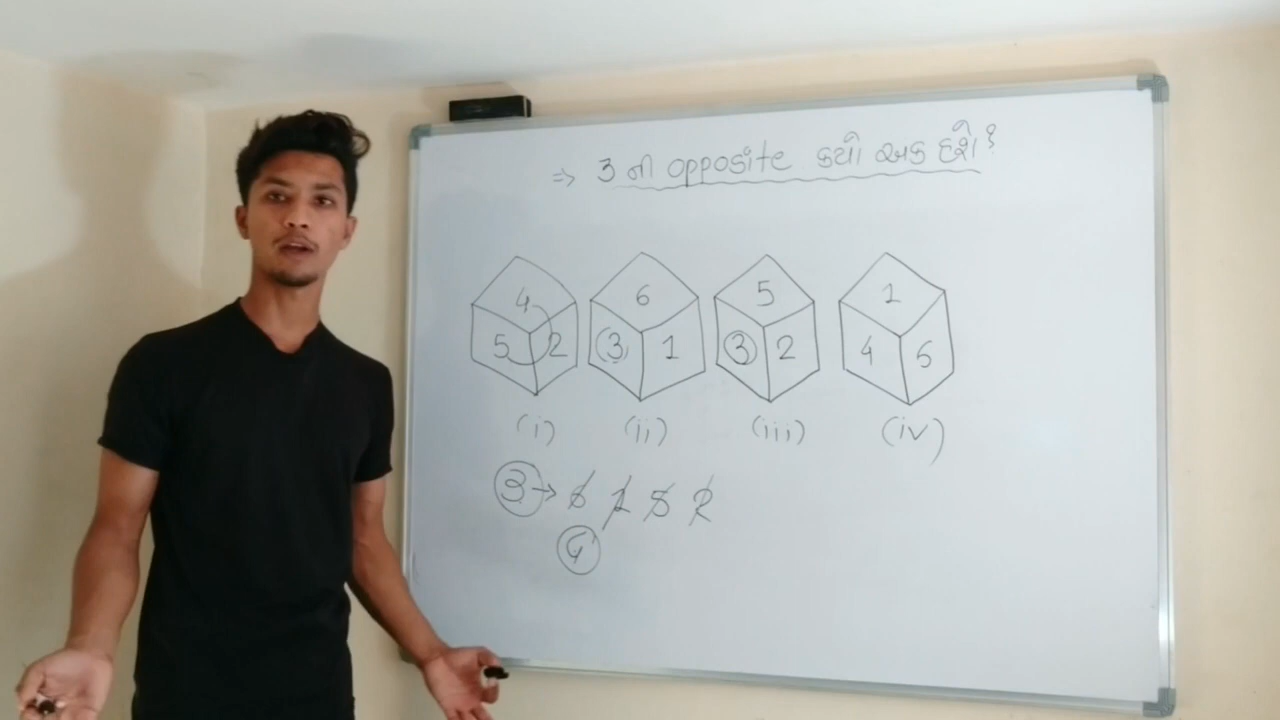 ⇒ 3 ની opposite કયો અંક હશે?
4 5 2
6 3 1
5 3 2
1 4 6
(i) (ii) (iii) (iv)
3 → 6 1 5 2